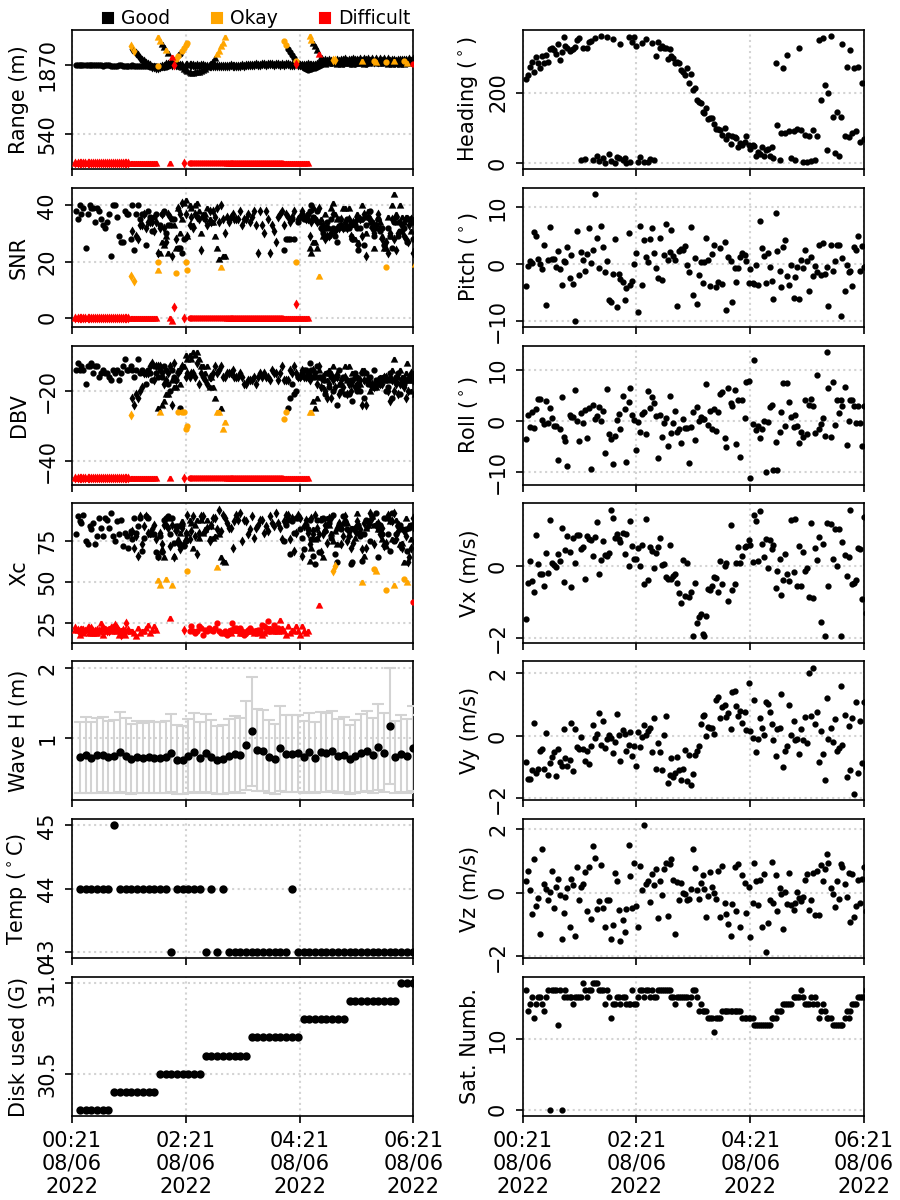 Good Okay Difficult
Range (m)
1870
540
Heading (°)
200
0
SNR
40
20
0
Pitch (°)
10
0
−10
DBV
−20
−40
Roll (°)
10
0
−10
Xc
75
50
25
Vx (m/s)
0
−2
Wave H (m)
2
1
Vy (m/s)
2
0
−2
Temp (°C)
45
44
43
Vz (m/s)
2
0
−2
Disk used (G)
31.0
30.5
Sat. Numb.
10
0
00:21 02:21 04:21 06:21
08/06 08/06 08/06 08/06
2022 2022 2022 2022
00:21 02:21 04:21 06:21
08/06 08/06 08/06 08/06
2022 2022 2022 2022